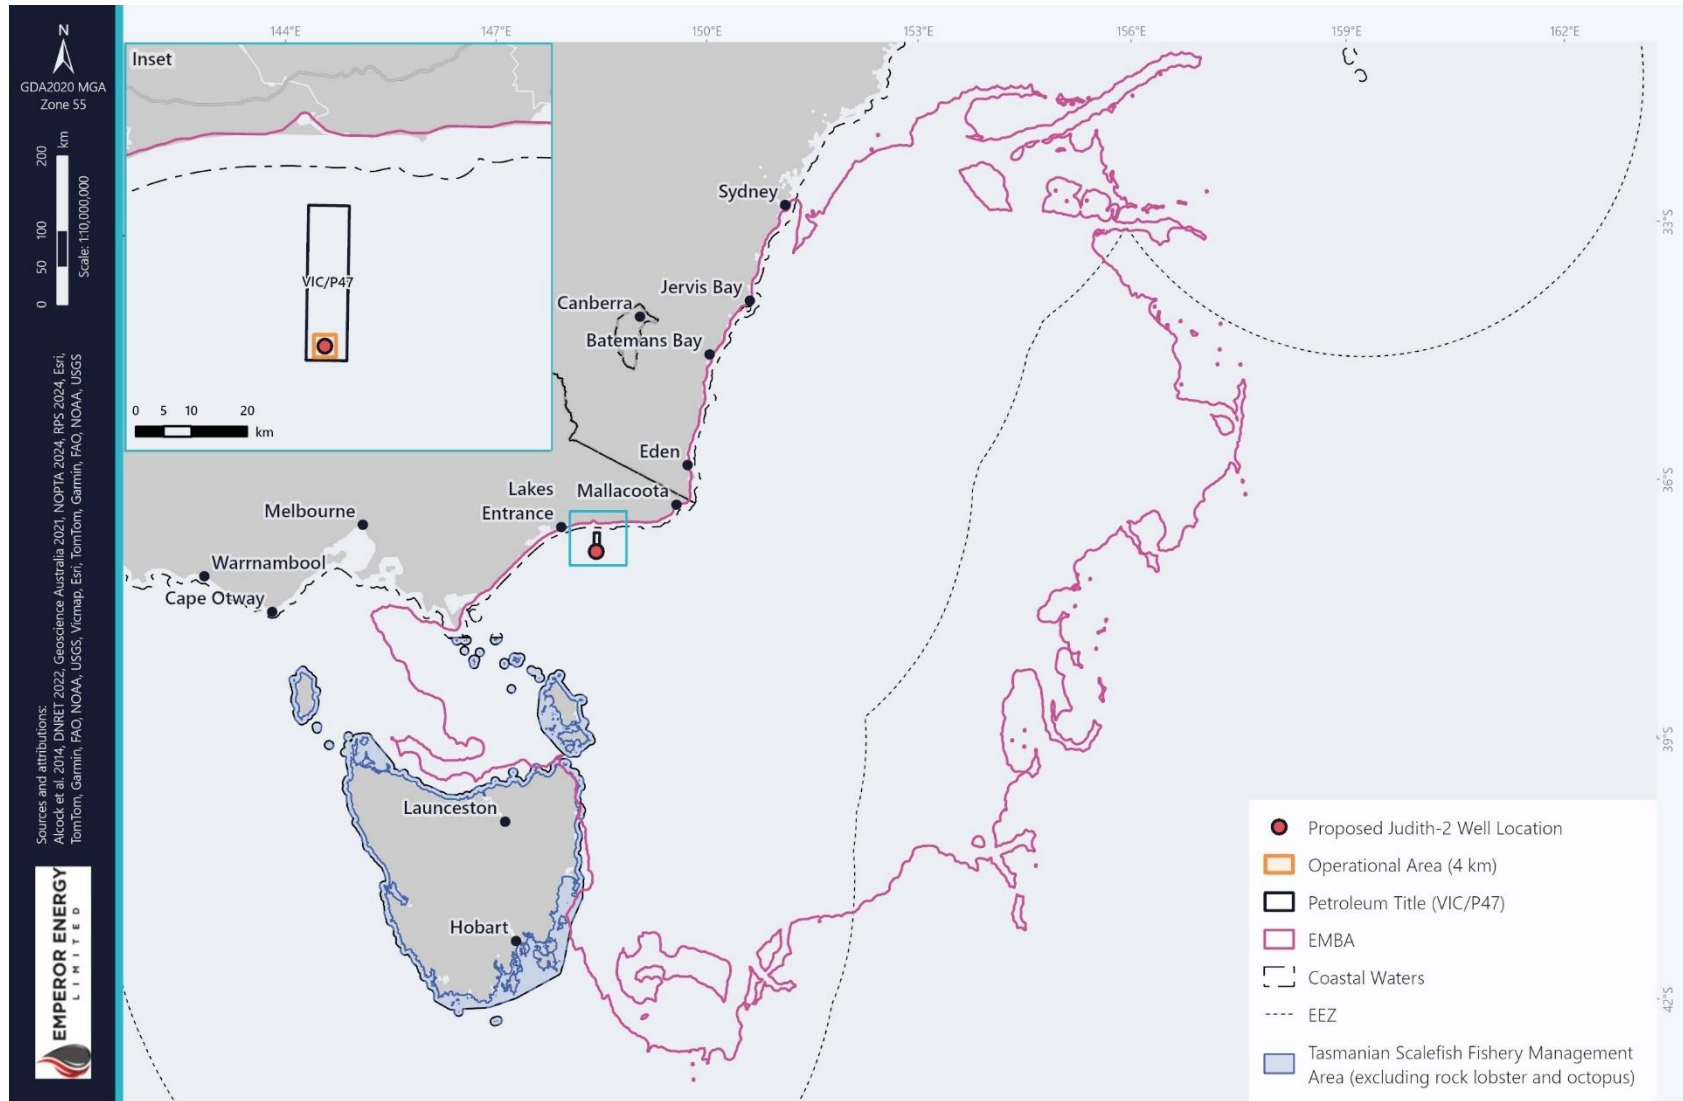 N
GDA2020 MGA
Zone 55
0 50 100 200
km
Scale: 1:10,000,000
Sources and attributions:
Alcock et al. 2014, DNRET 2022, Geoscience Australia 2021, NOPTA 2024, RPS 2024, Esri,
TomTom, Garmin, FAO, NOAA, USGS, Vicmap, Esri, TomTom, Garmin, FAO, NOAA, USGS
EMPEROR ENERGY
LIMITED
144°E 147°E 150°E 153°E 156°E 159°E 162°E
Inset
VIC/P47
0 5 10 20
km
Sydney
Jervis Bay
Canberra
Batemans Bay
Eden
Lakes
Entrance
Mallacoota
Melbourne
Warrnambool
Cape Otway
Launceston
Hobart
33°S
36°S
39°S
42°S
Proposed Judith-2 Well Location
Operational Area (4 km)
Petroleum Title (VIC/P47)
EMBA
Coastal Waters
EEZ
Tasmanian Scalefish Fishery Management
Area (excluding rock lobster and octopus)